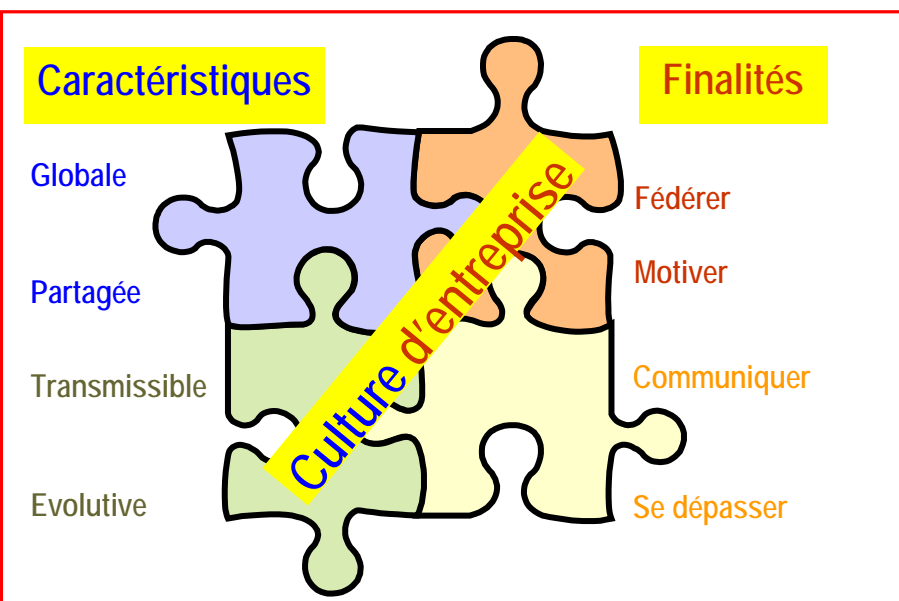 Caractéristiques
Finalités
Globale
Partagée
Transmissible
Evolutive
Culture d'entreprise
Fédérer
Motiver
Communiquer
Se dépasser